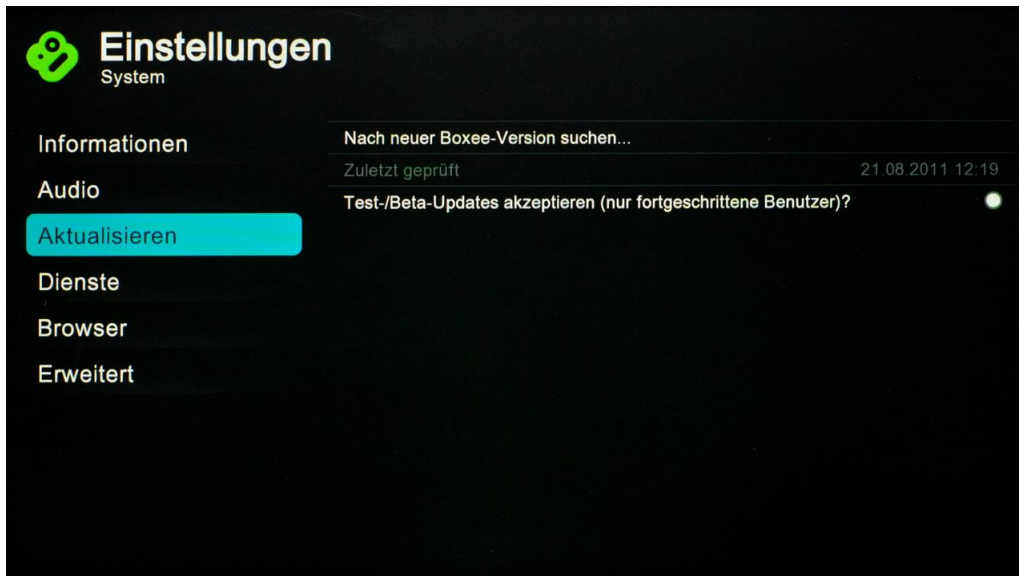 Einstellungen
System
Informationen
Audio
Aktualisieren
Dienste
Browser
Erweitert
Nach neuer Boxee-Version suchen...
Zuletzt geprüft 21.08.2011 12:19
Test-/Beta-Updates akzeptieren (nur fortgeschrittene Benutzer)?